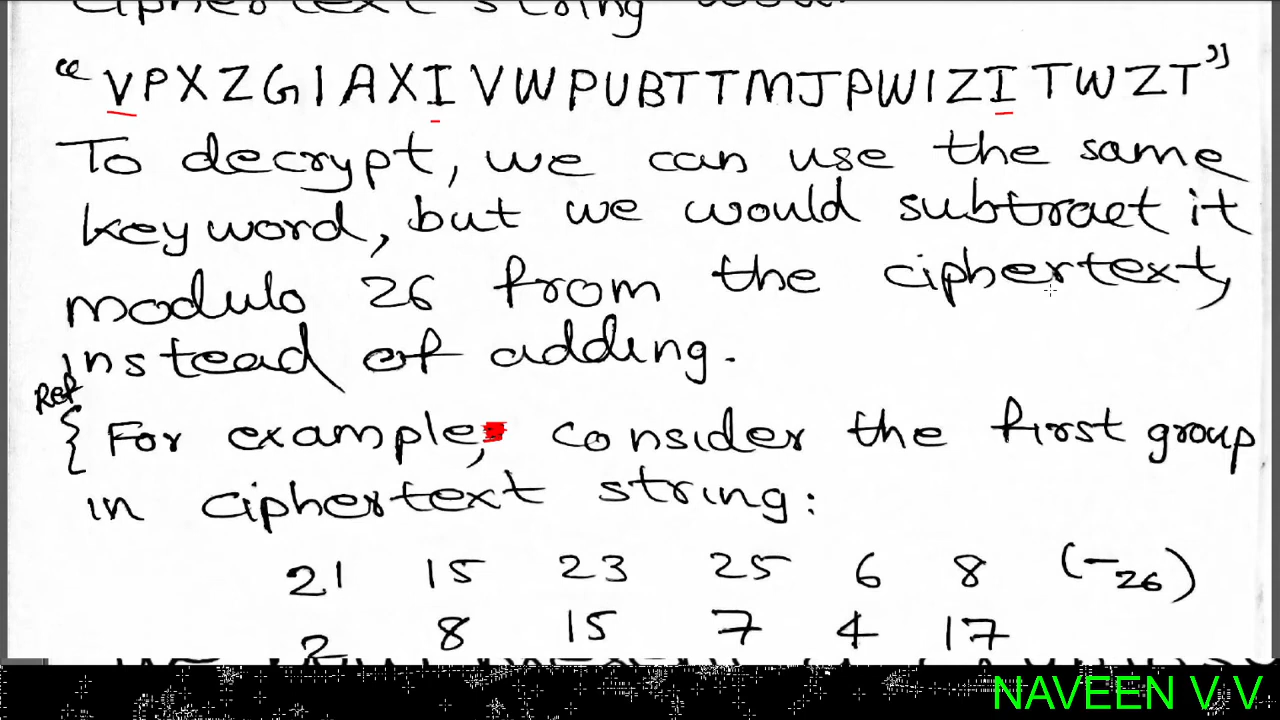 Ciphertext string
“VPXZGIAXIVWPUBTTMJPWIZITWZT”
To decrypt, we can use the same
keyword, but we would subtract it
modulo 26 from the ciphertext,
instead of adding.
Ref
{ For example, consider the first group
in ciphertext string:
21 15 23 25 6 8 (-26)
2 8 15 7 4 17
NAVEEN V V